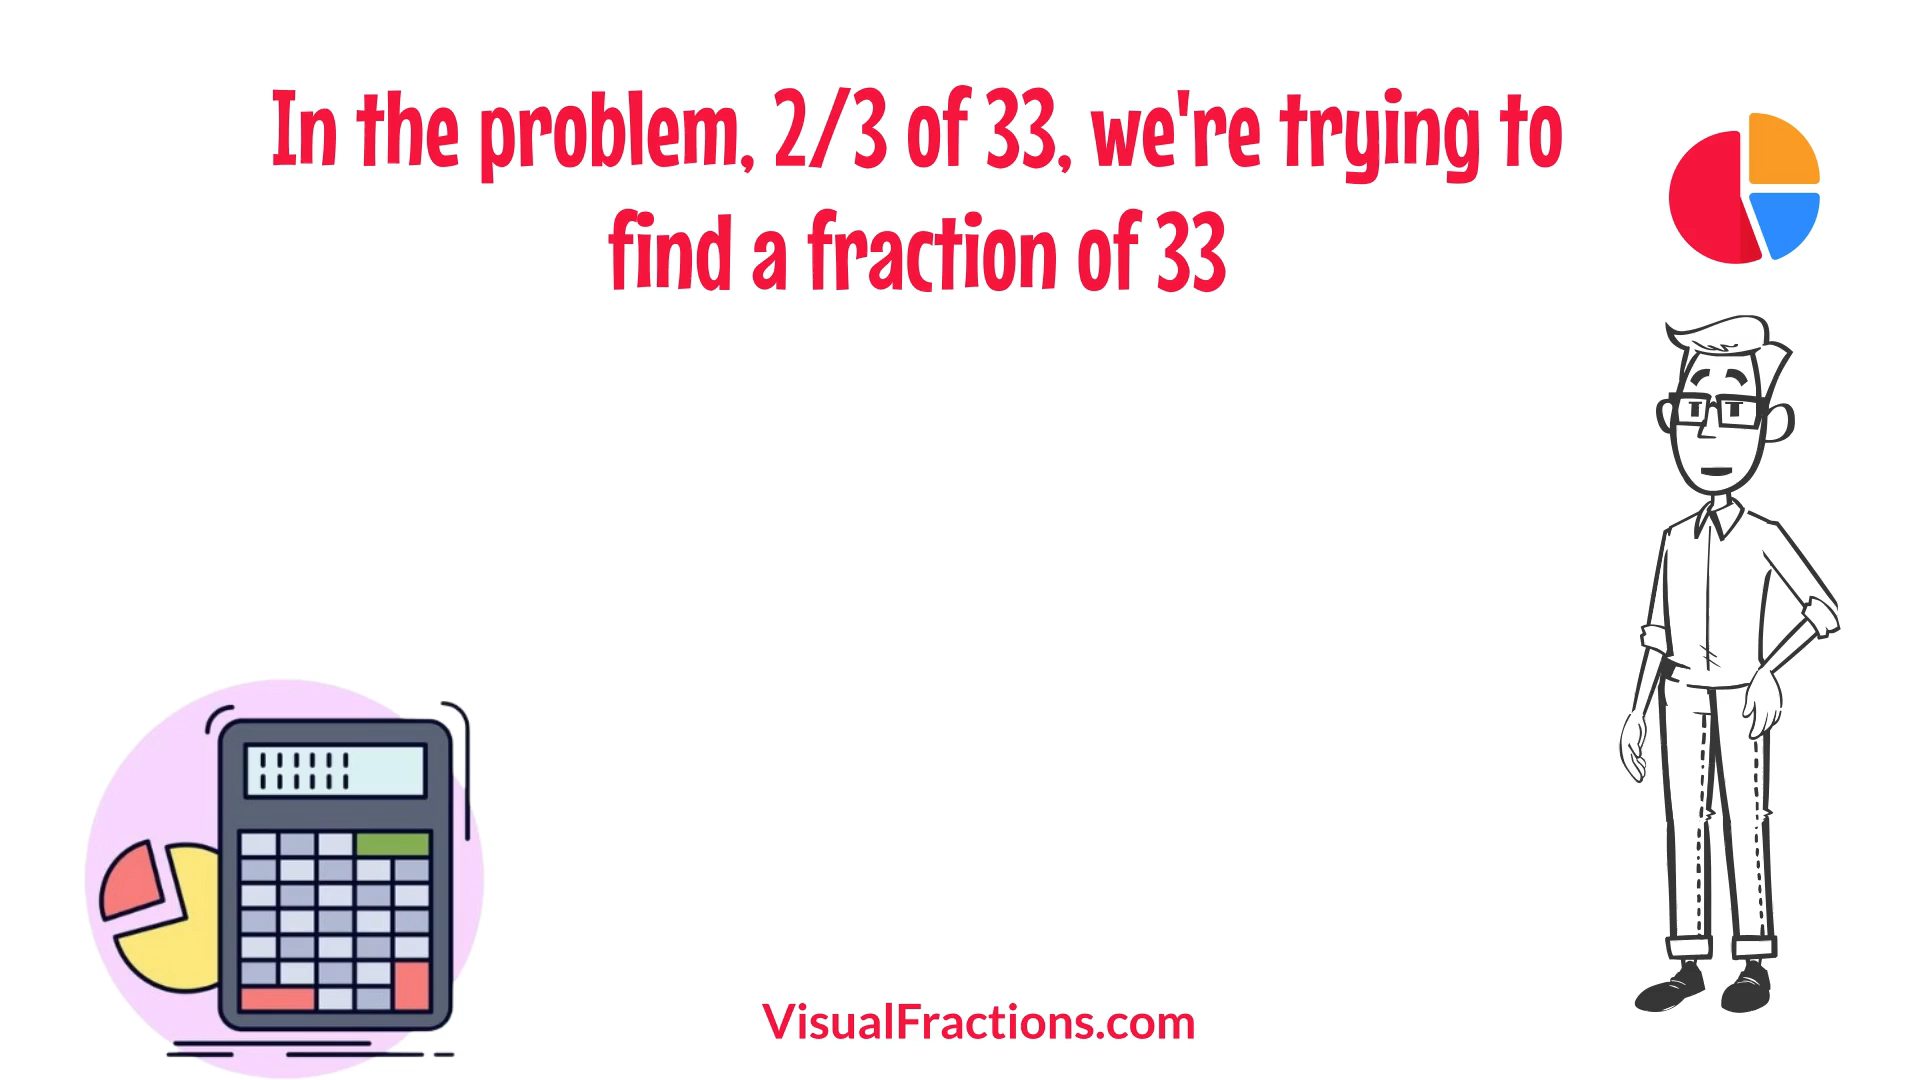 In the problem, 2/3 of 33, we're trying to
find a fraction of 33
VisualFractions.com